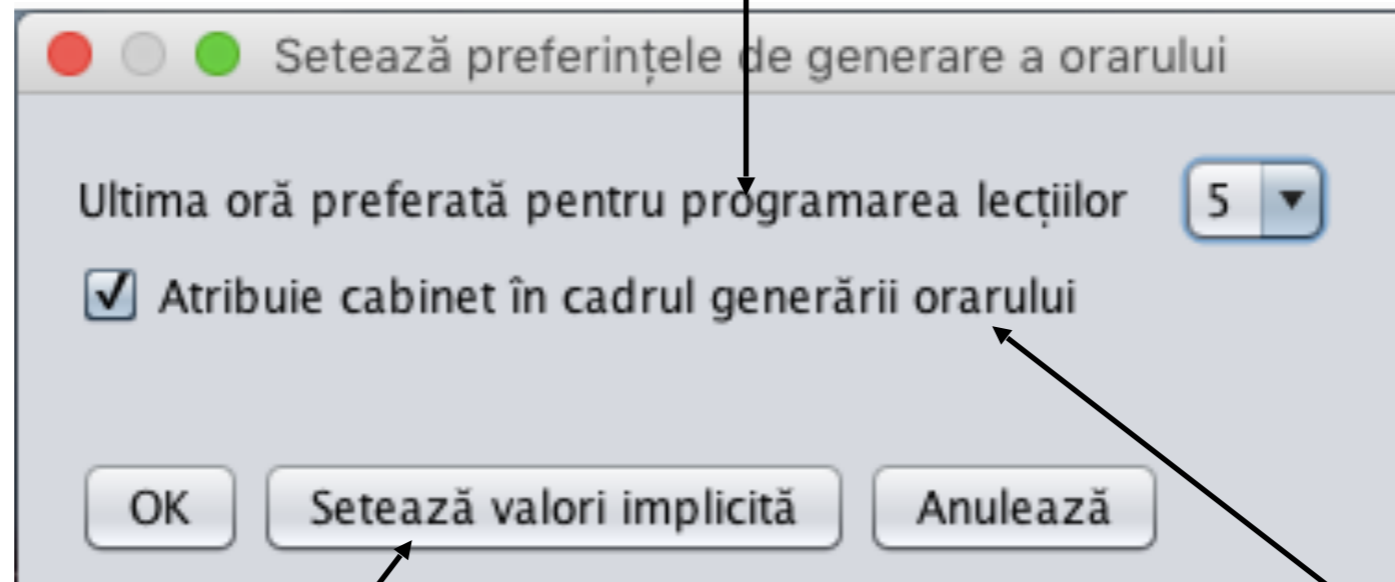 Setează preferințele de generare a orarului
Ultima oră preferată pentru programarea lecțiilor 5
Atribuie cabinet în cadrul generării orarului
OK Setează valori implicită Anulează